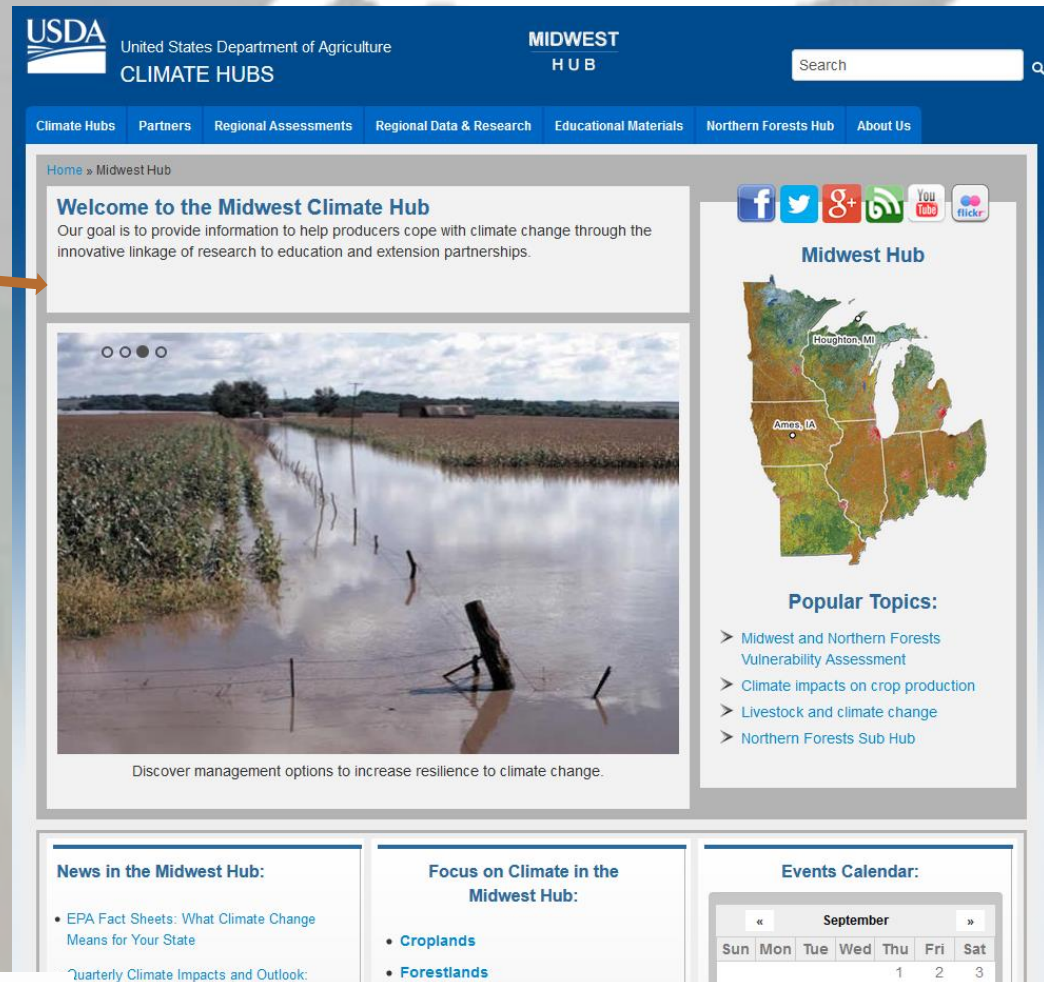 USDA
United States Department of Agriculture
CLIMATE HUBS
MIDWEST
HUB
Search
Climate Hubs
Partners
Regional Assessments
Regional Data & Research
Educational Materials
Northern Forests Hub
About Us
Home » Midwest Hub
Welcome to the Midwest Climate Hub
Our goal is to provide information to help producers cope with climate change through the
innovative linkage of research to education and extension partnerships.
Discover management options to increase resilience to climate change.
f
8+
You
Tube
flickr
Midwest Hub
Houghton, MI
Ames, IA
Popular Topics:
Midwest and Northern Forests
Vulnerability Assessment
Climate impacts on crop production
Livestock and climate change
Northern Forests Sub Hub
News in the Midwest Hub:
• EPA Fact Sheets: What Climate Change
Means for Your State
Quarterly Climate Impacts and Outlook:
Focus on Climate in the
Midwest Hub:
• Croplands
• Forestlands
Events Calendar:
« September »
Sun Mon Tue Wed Thu Fri Sat
1 2 3